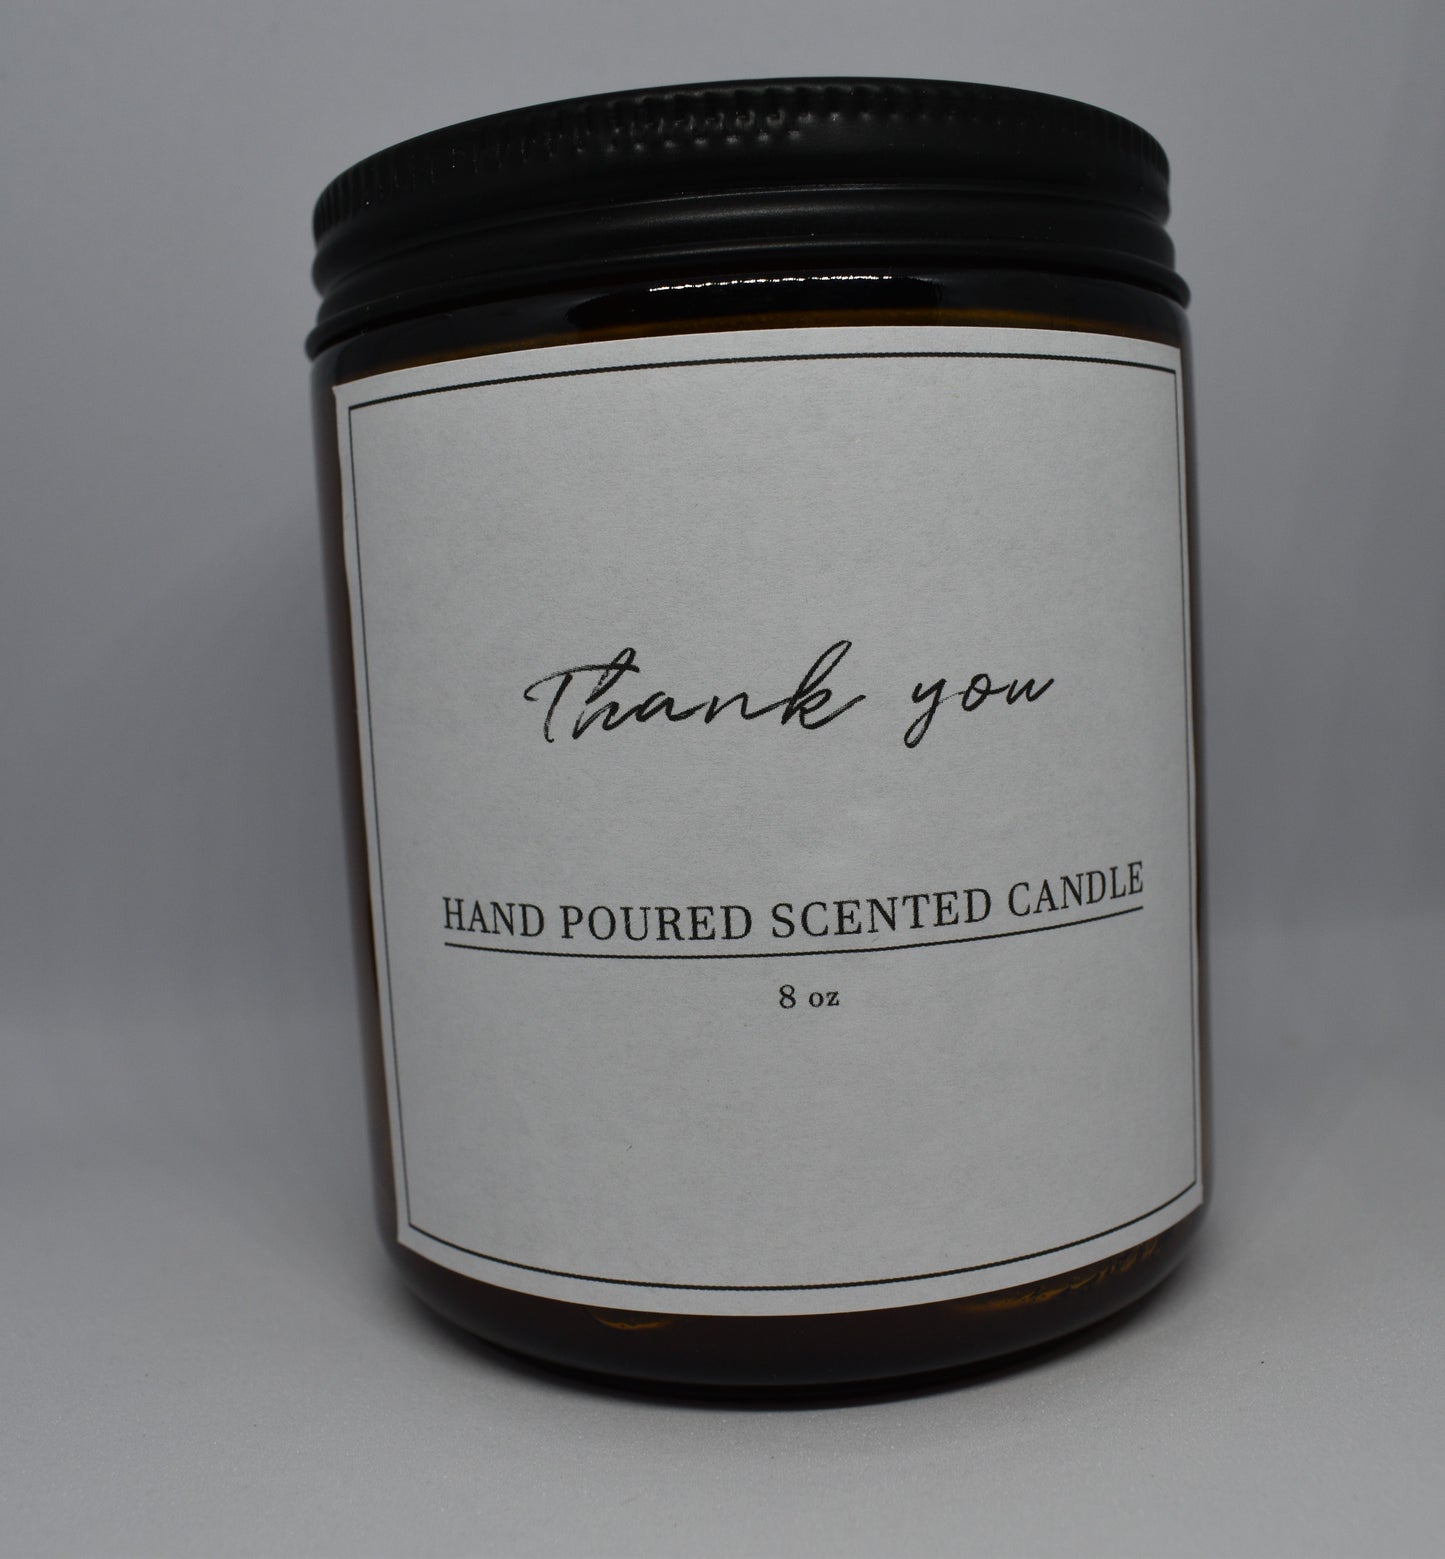 Thank you
HAND POURED SCENTED CANDLE
8 oz